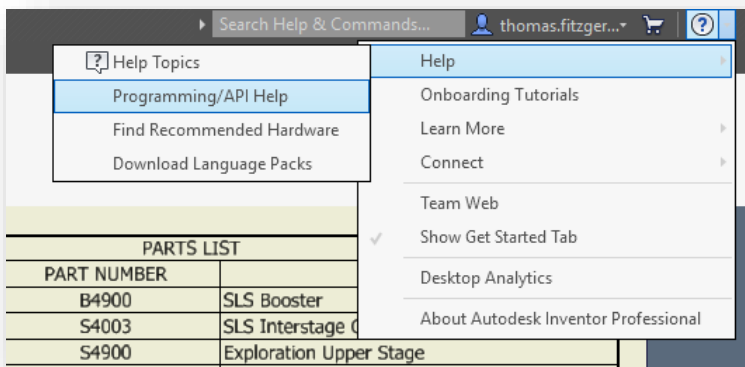 Search Help & Commands...
thomas.fitzger...
Help Topics
Programming/API Help
Find Recommended Hardware
Download Language Packs
Help
Onboarding Tutorials
Learn More
Connect
Team Web
Show Get Started Tab
Desktop Analytics
About Autodesk Inventor Professional
PARTS LIST
PART NUMBER
B4900 SLS Booster
S4003 SLS Interstage
S4900 Exploration Upper Stage